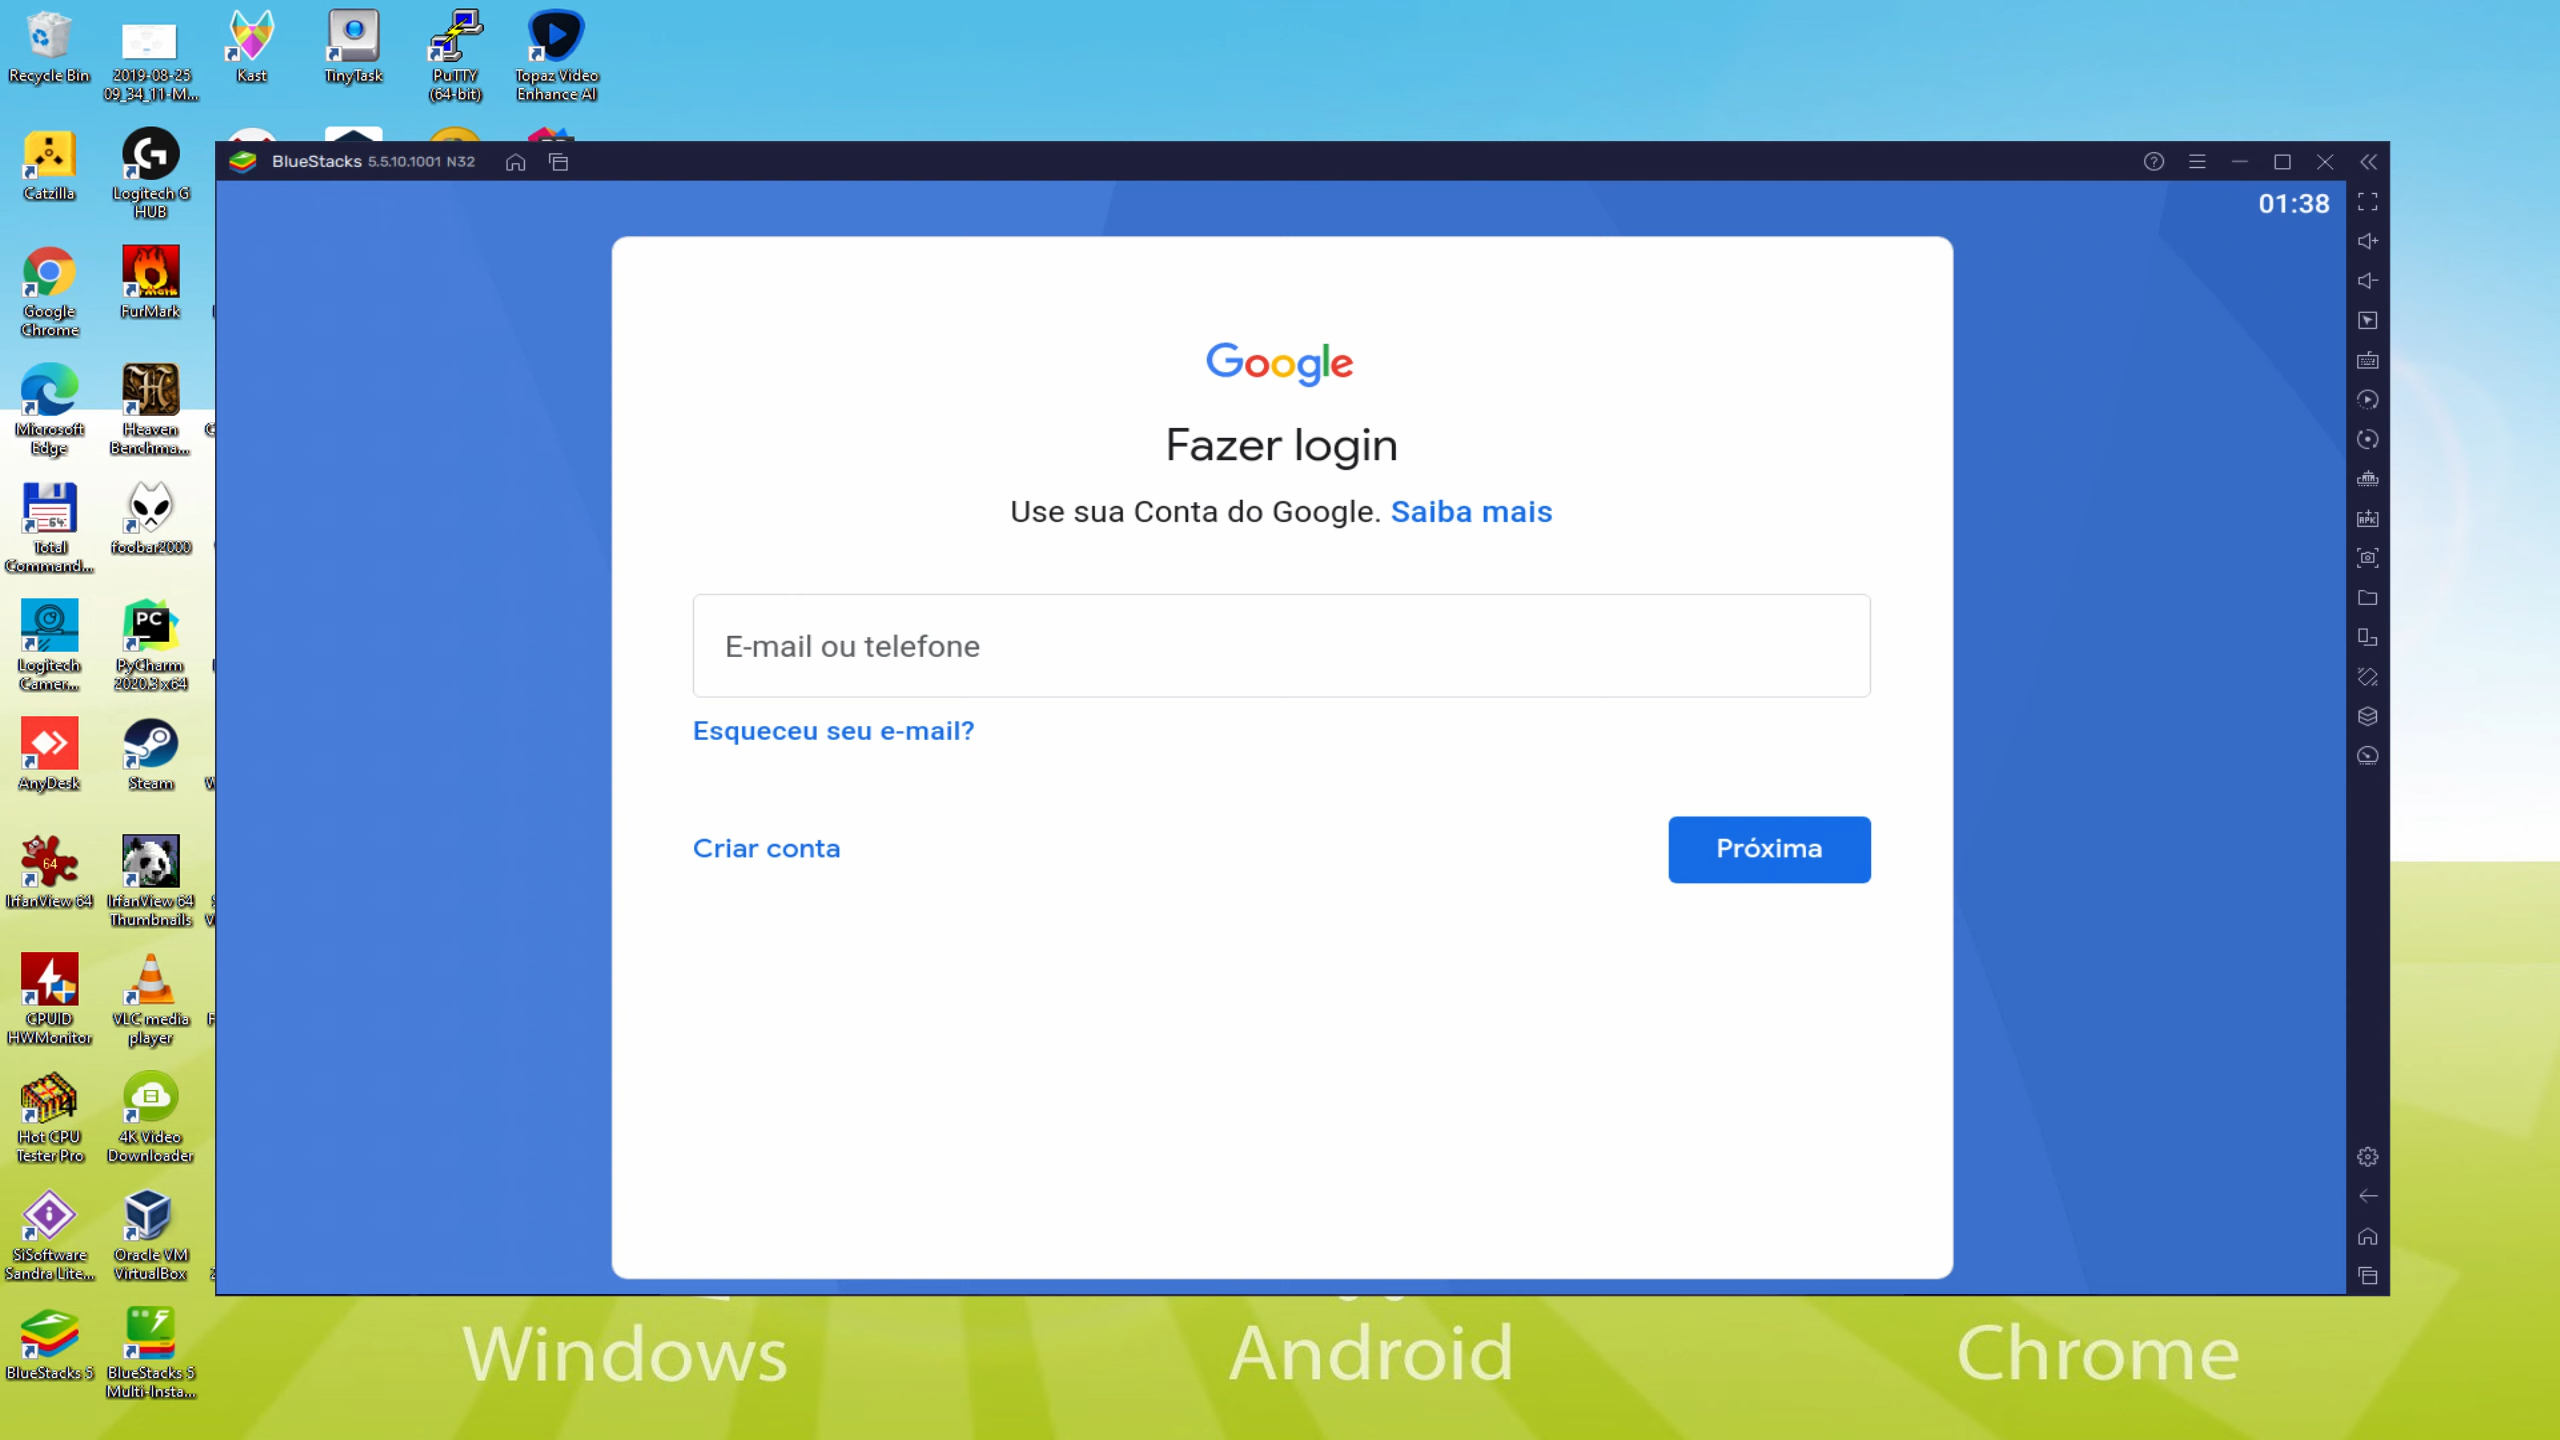 Recycle Bin
2019-08-25
09_34_11-M...
Kast
TinyTask
PuTTY
(64-bit)
Topaz Video
Enhance AI
Catzilla
Logitech G
HUB
BlueStacks 5.5.10.1001 N32
01:38
Google
Chrome
FurMark
Microsoft
Edge
Heaven
Benchma...
Total
Command...
foobar2000
Logitech
Camer...
PyCharm
2020.3 x64
AnyDesk
Steam
IrfanView 64
IrfanView 64
Thumbnails
CPUID
HWMonitor
VLC media
player
Hot CPU
Tester Pro
4K Video
Downloader
SiSoftware
Sandra Lite...
Oracle VM
VirtualBox
BlueStacks 5
BlueStacks 5
Multi-Insta...
Google
Fazer login
Use sua Conta do Google. Saiba mais
E-mail ou telefone
Esqueceu seu e-mail?
Criar conta
Próxima
Windows
Android
Chrome